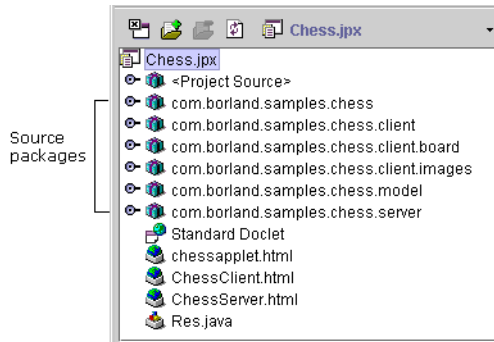 Chess.jpx
Chess.jpx
<Project Source>
com.borland.samples.chess
com.borland.samples.chess.client
com.borland.samples.chess.client.board
com.borland.samples.chess.client.images
com.borland.samples.chess.model
com.borland.samples.chess.server
Source
packages
Standard Doclet
chessapplet.html
ChessClient.html
ChessServer.html
Res.java